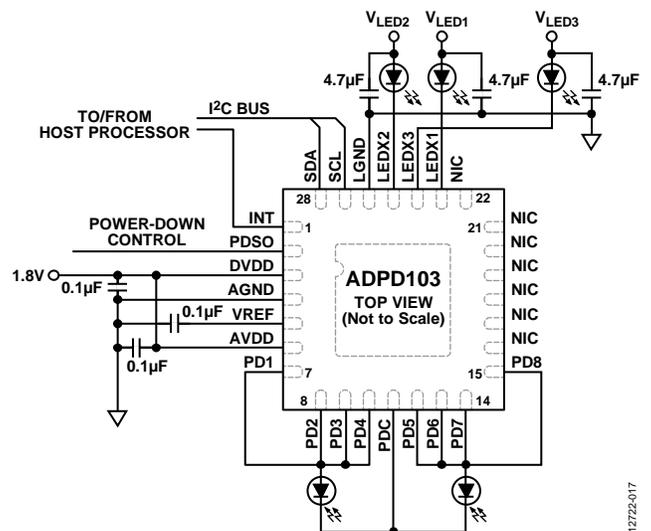 VLED2 VLED1 VLED3
4.7µF 4.7µF 4.7µF
TO/FROM
HOST PROCESSOR
I2C BUS
SDA SCL LGND LEDX2 LEDX3 LEDX1 NIC
28 22
INT 1 21 NIC
POWER-DOWN
CONTROL
PDSO NIC
1.8V DVDD NIC
0.1µF
AGND NIC
0.1µF VREF NIC
AVDD NIC
0.1µF
PD1 7 15 PD8
ADPD103
TOP VIEW
(Not to Scale)
8 14
PD2 PD3 PD4 PDC PD5 PD6 PD7
12722-017